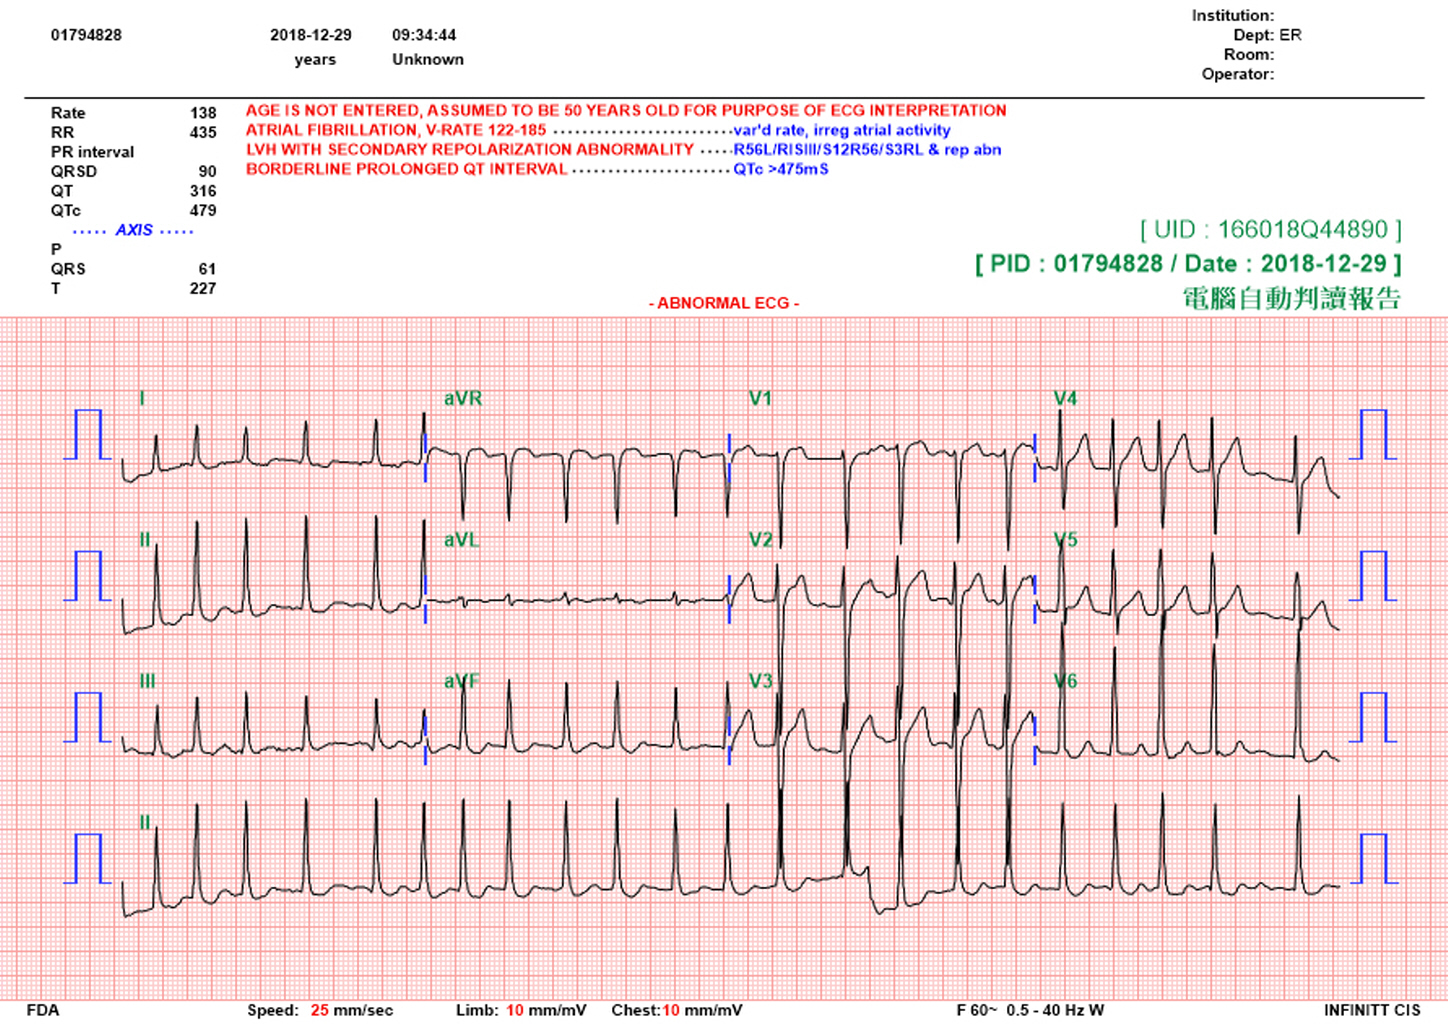 Institution:
01794828 2018-12-29 09:34:44 Dept: ER
years Unknown Room:
Operator:
Rate 138 AGE IS NOT ENTERED, ASSUMED TO BE 50 YEARS OLD FOR PURPOSE OF ECG INTERPRETATION
RR 435 ATRIAL FIBRILLATION, V-RATE 122-185 ························var'd rate, irreg atrial activity
PR interval LVH WITH SECONDARY REPOLARIZATION ABNORMALITY ·····R56L/RISIII/S12R56/S3RL & rep abn
QRSD 90 BORDERLINE PROLONGED QT INTERVAL ·····················QTc >475mS
QT 316
QTc 479
····· AXIS ·····
P
QRS 61
T 227
[ UID : 166018Q44890 ]
[ PID : 01794828 / Date : 2018-12-29 ]
電腦自動判讀報告
- ABNORMAL ECG -
I aVR V1 V4
II aVL V2 V5
III aVF V3 V6
II
FDA Speed: 25 mm/sec Limb: 10 mm/mV Chest:10 mm/mV F 60~ 0.5 - 40 Hz W INFINITT CIS